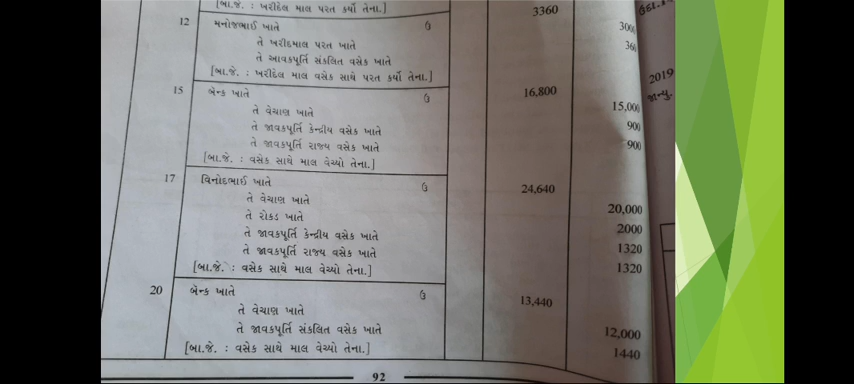 [બા.જે. : ખરીદેલ માલ પરત કર્યો તેના.]
12 મનોજભાઈ ખાતે ઉ 3360
તે ખરીદમાલ પરત ખાતે 3000
તે આવકપૂર્તિ સંકલિત વસેક ખાતે 360
[બા.જે. : ખરીદેલ માલ વસેક સાથે પરત કર્યો તેના.]
15 બેન્ક ખાતે ઉ 16,800
તે વેચાણ ખાતે 15,000
તે જાવકપૂર્તિ કેન્દ્રીય વસેક ખાતે 900
તે જાવકપૂર્તિ રાજ્ય વસેક ખાતે 900
[બા.જે. : વસેક સાથે માલ વેચ્યો તેના.]
17 વિનોદભાઈ ખાતે ઉ 24,640
તે વેચાણ ખાતે 20,000
તે રોકડ ખાતે 2000
તે જાવકપૂર્તિ કેન્દ્રીય વસેક ખાતે 1320
તે જાવકપૂર્તિ રાજ્ય વસેક ખાતે 1320
[બા.જે. : વસેક સાથે માલ વેચ્યો તેના.]
20 બેન્ક ખાતે ઉ 13,440
તે વેચાણ ખાતે 12,000
તે જાવકપૂર્તિ સંકલિત વસેક ખાતે 1440
[બા.જે. : વસેક સાથે માલ વેચ્યો તેના.]
92
2019
જાન્યુ.